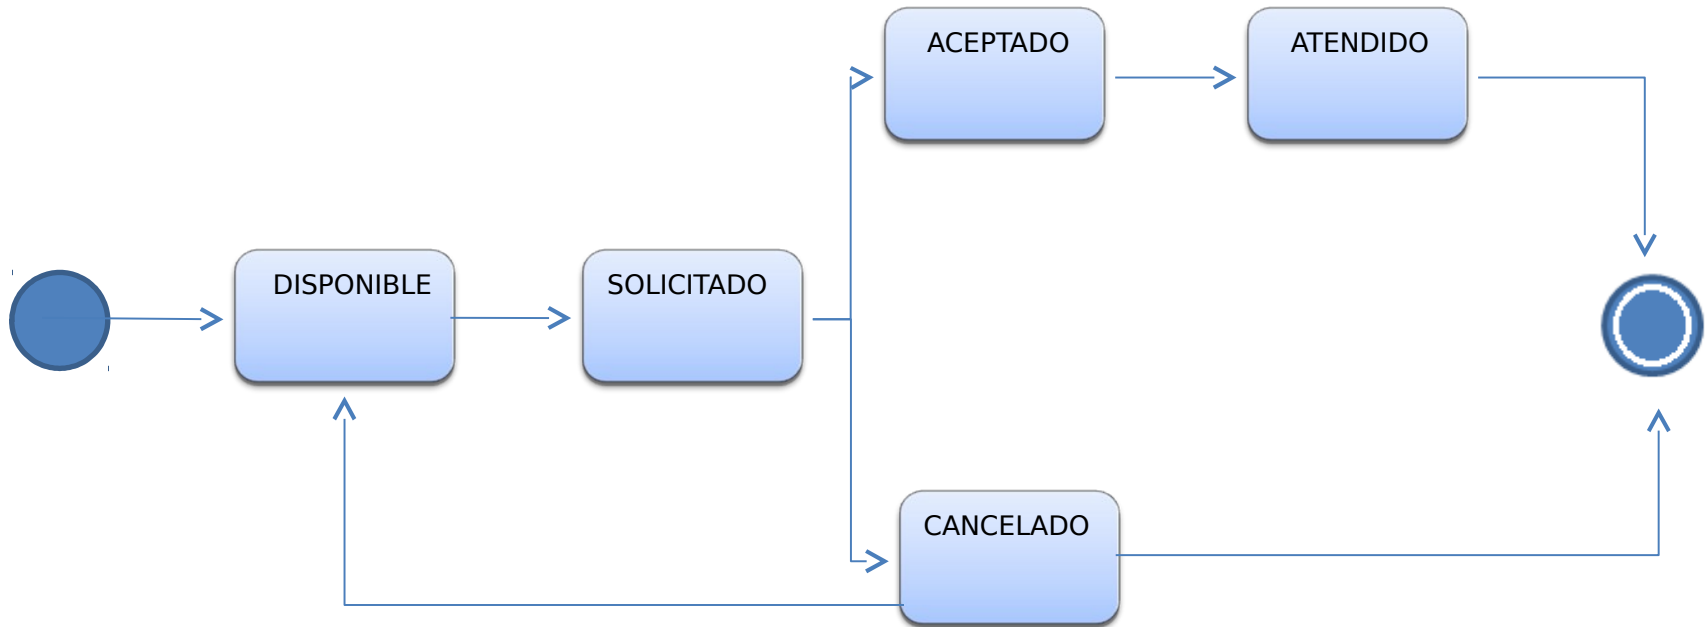 ACEPTADO
ATENDIDO
DISPONIBLE
SOLICITADO
CANCELADO